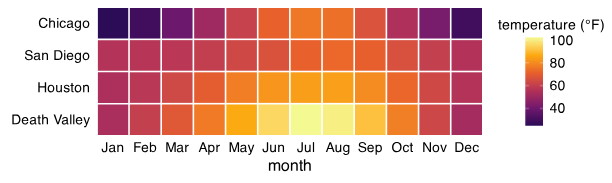 Chicago
San Diego
Houston
Death Valley
Jan Feb Mar Apr May Jun Jul Aug Sep Oct Nov Dec
month
temperature (°F)
100
80
60
40